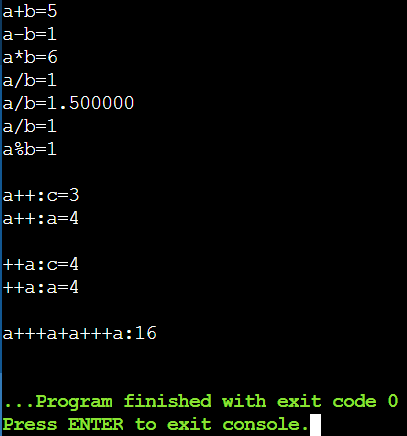 a+b=5
a-b=1
a*b=6
a/b=1
a/b=1.500000
a/b=1
a%b=1
a++:c=3
a++:a=4
++a:c=4
++a:a=4
a+++a+a+++a:16
...Program finished with exit code 0
Press ENTER to exit console.